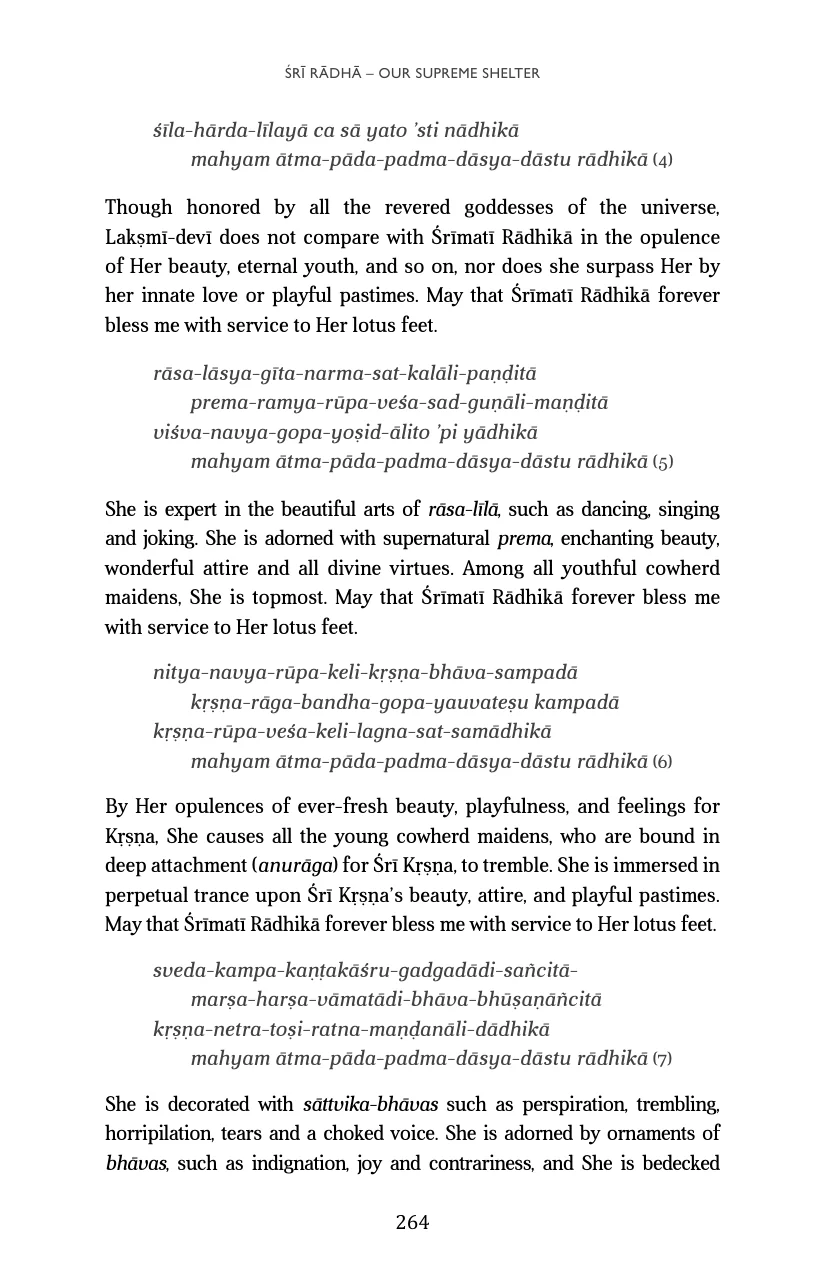 ŚRĪ RĀDHĀ – OUR SUPREME SHELTER
śīla-hārda-līlayā ca sā yato ’sti nādhikā
mahyam ātma-pāda-padma-dāsya-dāstu rādhikā (4)
Though honored by all the revered goddesses of the universe,
Lakṣmī-devī does not compare with Śrīmatī Rādhikā in the opulence
of Her beauty, eternal youth, and so on, nor does she surpass Her by
her innate love or playful pastimes. May that Śrīmatī Rādhikā forever
bless me with service to Her lotus feet.
rāsa-lāsya-gīta-narma-sat-kalāli-paṇḍitā
prema-ramya-rūpa-veśa-sad-guṇāli-maṇḍitā
viśva-navya-gopa-yoṣid-ālito ’pi yādhikā
mahyam ātma-pāda-padma-dāsya-dāstu rādhikā (5)
She is expert in the beautiful arts of rāsa-līlā, such as dancing, singing
and joking. She is adorned with supernatural prema, enchanting beauty,
wonderful attire and all divine virtues. Among all youthful cowherd
maidens, She is topmost. May that Śrīmatī Rādhikā forever bless me
with service to Her lotus feet.
nitya-navya-rūpa-keli-kṛṣṇa-bhāva-sampadā
kṛṣṇa-rāga-bandha-gopa-yauvateṣu kampadā
kṛṣṇa-rūpa-veśa-keli-lagna-sat-samādhikā
mahyam ātma-pāda-padma-dāsya-dāstu rādhikā (6)
By Her opulences of ever-fresh beauty, playfulness, and feelings for
Kṛṣṇa, She causes all the young cowherd maidens, who are bound in
deep attachment (anurāga) for Śrī Kṛṣṇa, to tremble. She is immersed in
perpetual trance upon Śrī Kṛṣṇa’s beauty, attire, and playful pastimes.
May that Śrīmatī Rādhikā forever bless me with service to Her lotus feet.
sveda-kampa-kaṇṭakāśru-gadgadādi-sañcitā-
marṣa-harṣa-vāmatādi-bhāva-bhūṣaṇāñcitā
kṛṣṇa-netra-toṣi-ratna-maṇḍanāli-dādhikā
mahyam ātma-pāda-padma-dāsya-dāstu rādhikā (7)
She is decorated with sāttvika-bhāvas such as perspiration, trembling,
horripilation, tears and a choked voice. She is adorned by ornaments of
bhāvas, such as indignation, joy and contrariness, and She is bedecked
264